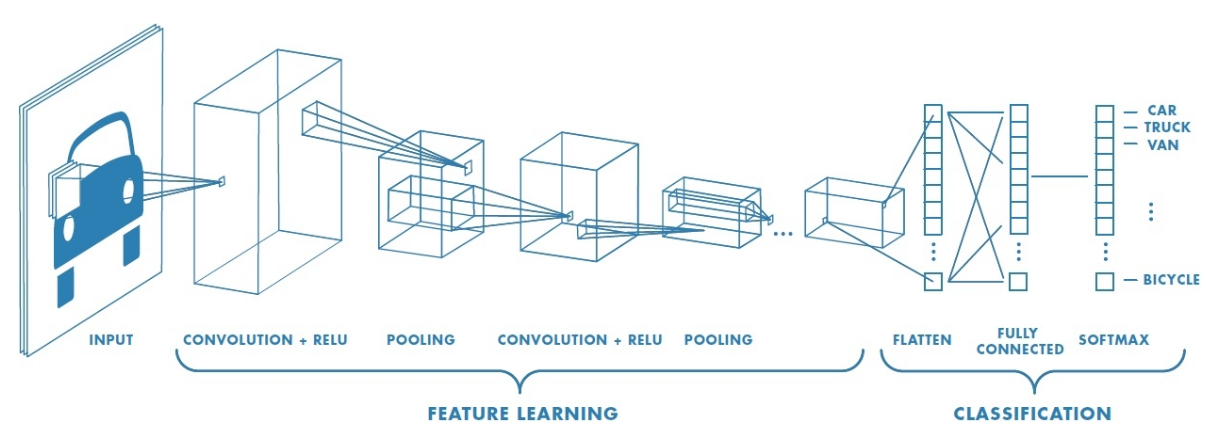 CAR
TRUCK
VAN
BICYCLE
INPUT
CONVOLUTION + RELU
POOLING
CONVOLUTION + RELU
POOLING
FLATTEN
FULLY
CONNECTED
SOFTMAX
FEATURE LEARNING
CLASSIFICATION